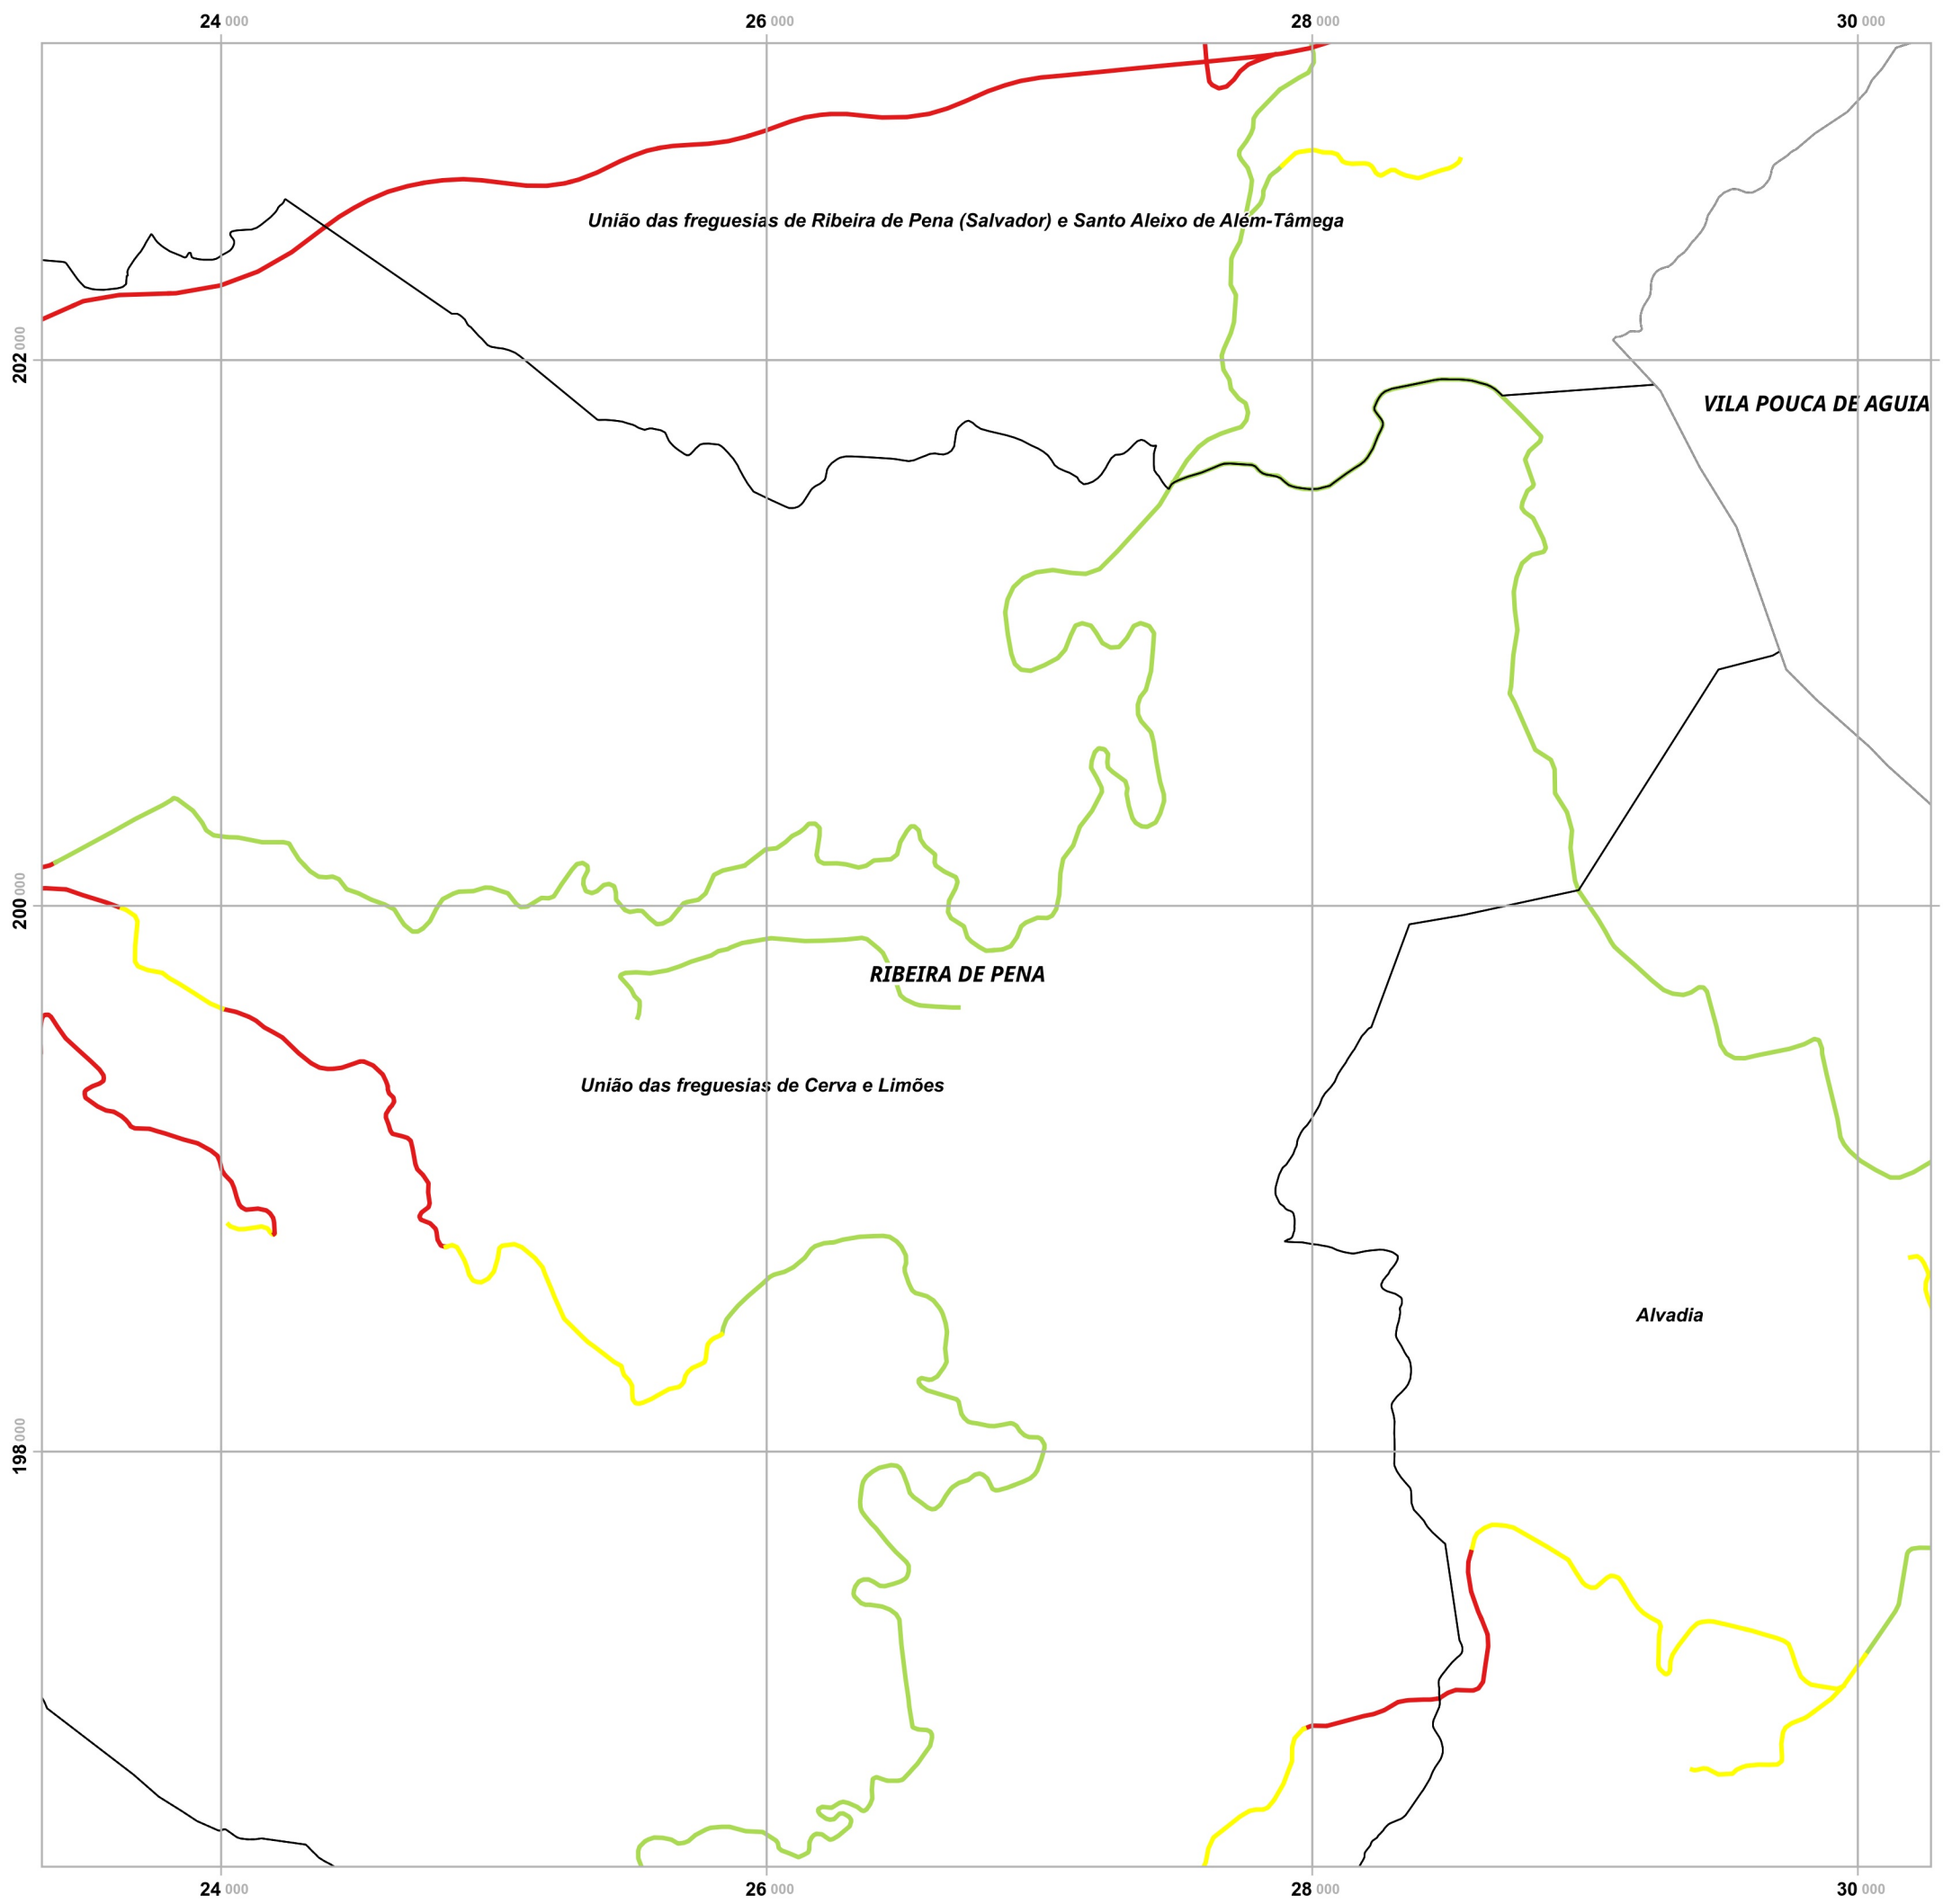 24 000 26 000 28 000 30 000
União das freguesias de Ribeira de Pena (Salvador) e Santo Aleixo de Além-Tâmega
202 000
VILA POUCA DE AGUIA
200 000
RIBEIRA DE PENA
União das freguesias de Cerva e Limões
Alvadia
198 000
24 000 26 000 28 000 30 000